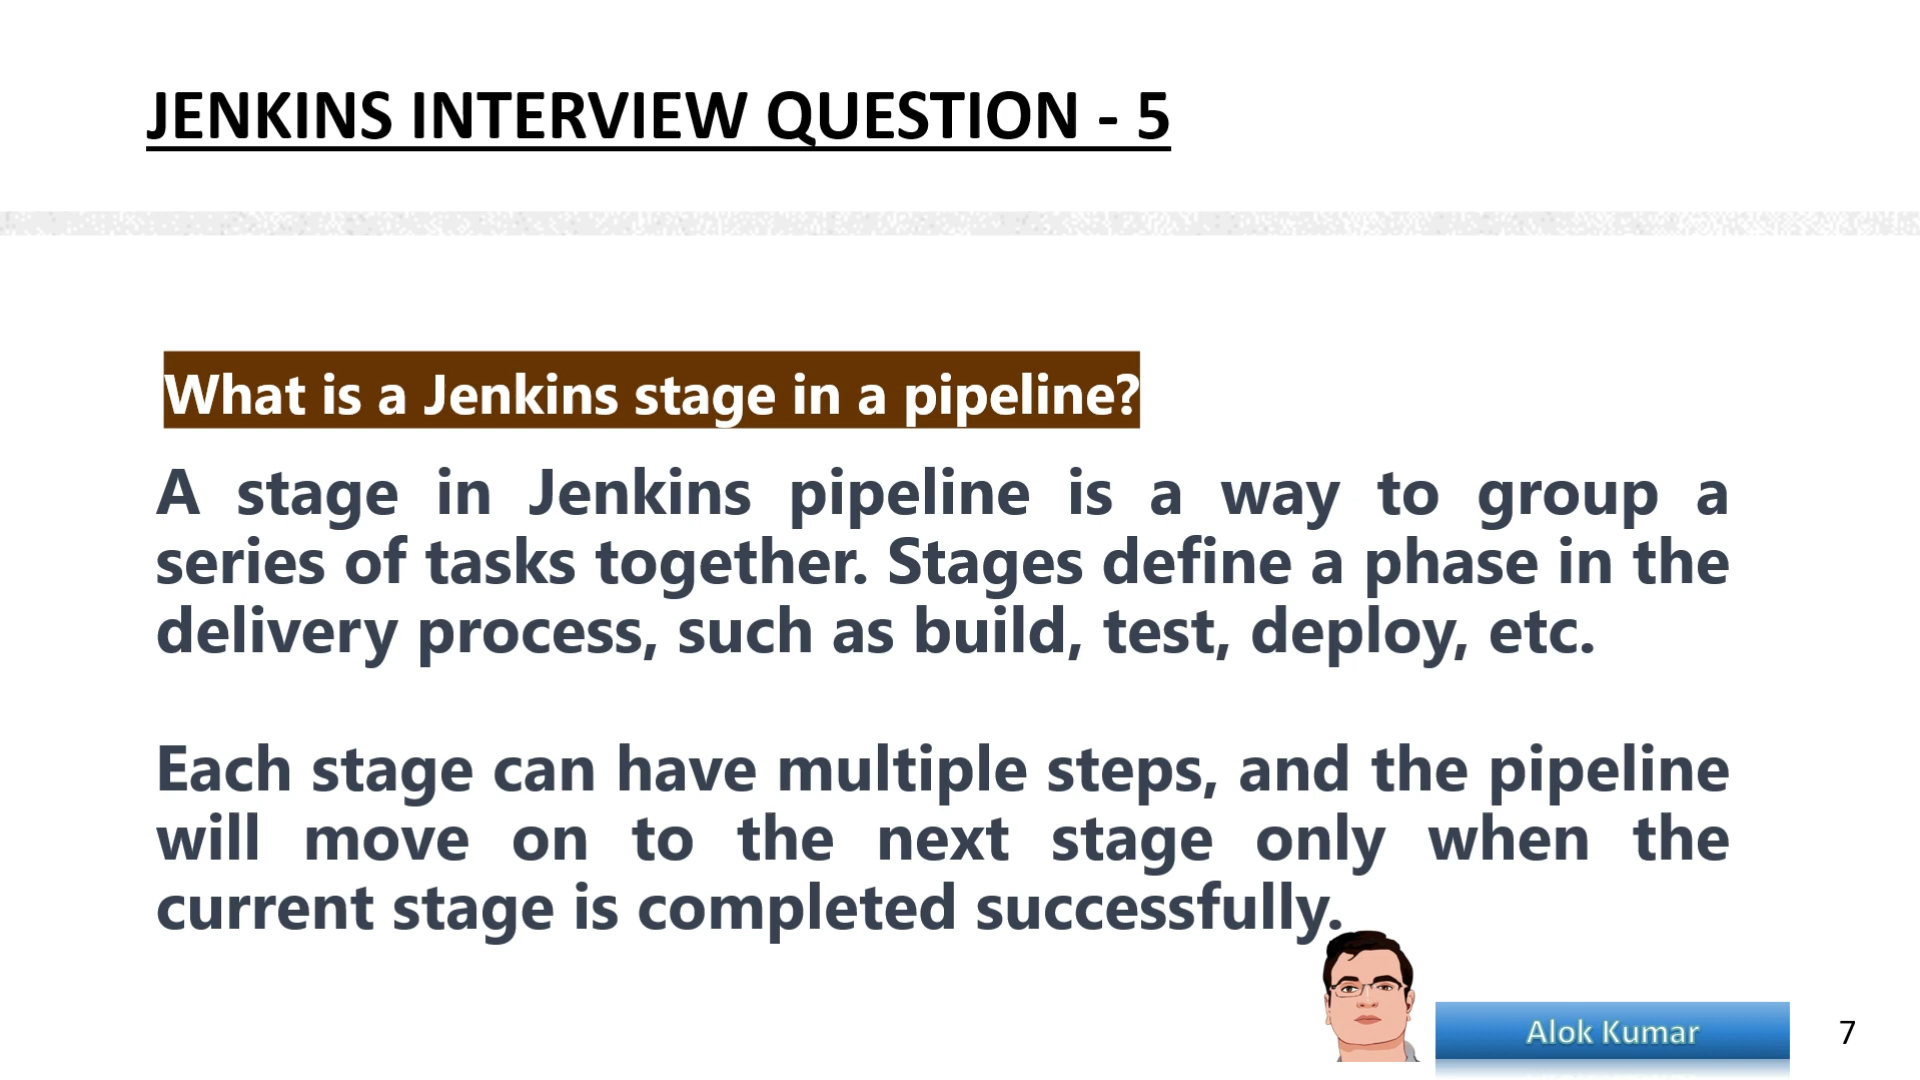 JENKINS INTERVIEW QUESTION - 5
What is a Jenkins stage in a pipeline?
A stage in Jenkins pipeline is a way to group a
series of tasks together. Stages define a phase in the
delivery process, such as build, test, deploy, etc.
Each stage can have multiple steps, and the pipeline
will move on to the next stage only when the
current stage is completed successfully.
Alok Kumar
7